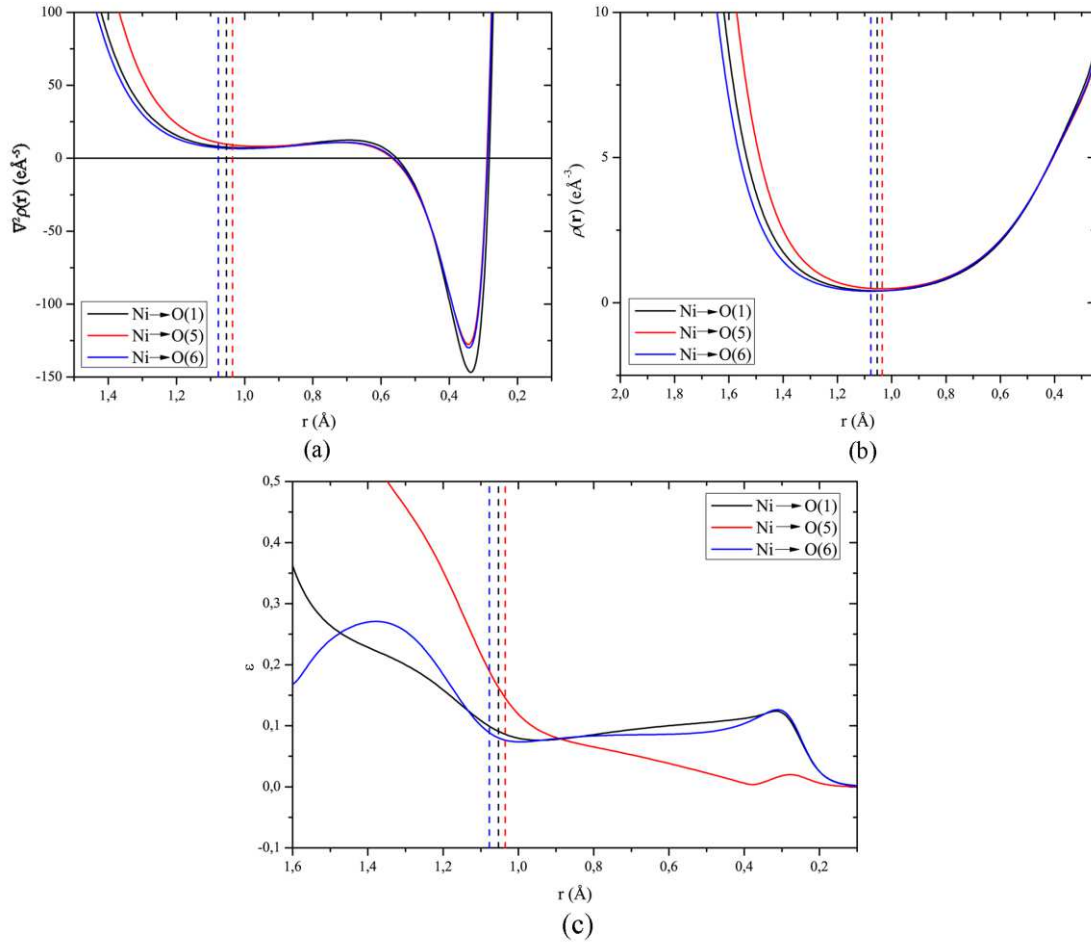 100
50
0
-50
-100
-150
1,4
1,2
1,0
0,8
0,6
0,4
0,2
∇²ρ(r) (eÅ⁻⁵)
r (Å)
Ni→O(1)
Ni→O(5)
Ni→O(6)
(a)
10
5
0
2,0
1,8
1,6
1,4
1,2
1,0
0,8
0,6
0,4
ρ(r) (eÅ⁻³)
r (Å)
Ni→O(1)
Ni→O(5)
Ni→O(6)
(b)
0,5
0,4
0,3
0,2
0,1
0,0
-0,1
1,6
1,4
1,2
1,0
0,8
0,6
0,4
0,2
ε
r (Å)
Ni→O(1)
Ni→O(5)
Ni→O(6)
(c)